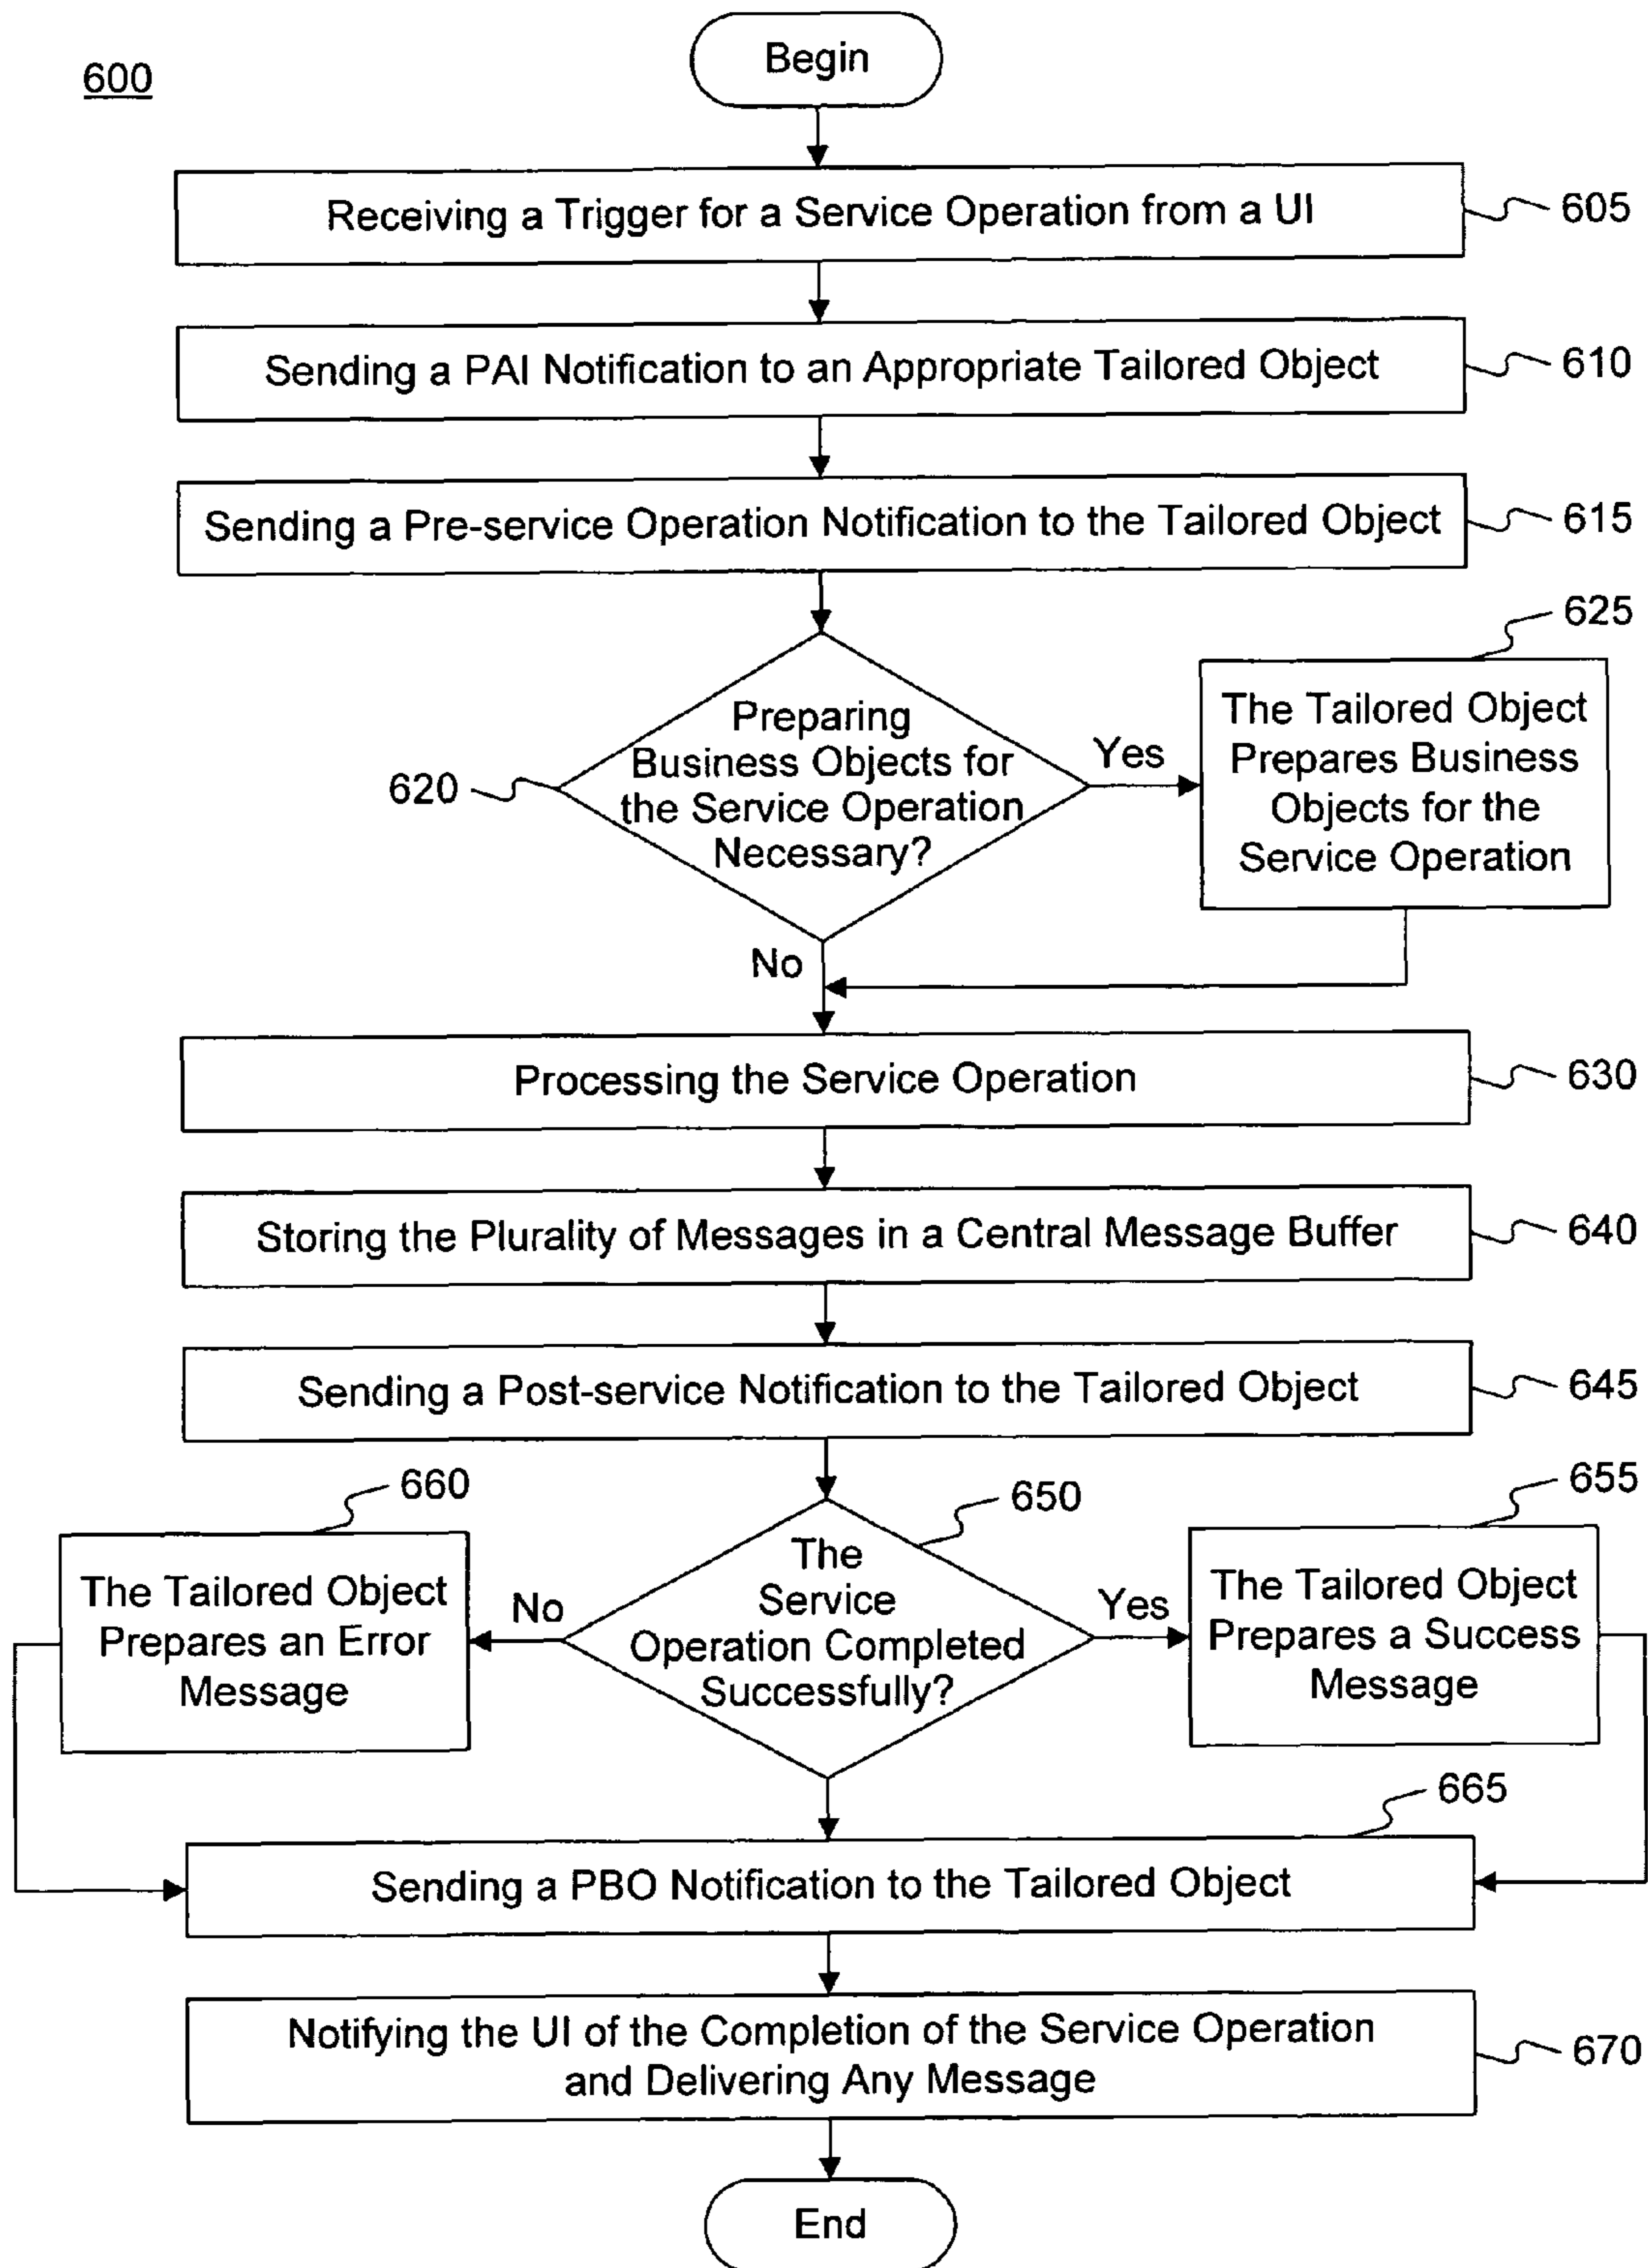 600
Begin
Receiving a Trigger for a Service Operation from a UI
605
Sending a PAI Notification to an Appropriate Tailored Object
610
Sending a Pre-service Operation Notification to the Tailored Object
615
625
Preparing
Business Objects for
the Service Operation
Necessary?
620
Yes
The Tailored Object
Prepares Business
Objects for the
Service Operation
No
Processing the Service Operation
630
Storing the Plurality of Messages in a Central Message Buffer
640
Sending a Post-service Notification to the Tailored Object
645
660
650
655
The Tailored Object
Prepares an Error
Message
No
The
Service
Operation Completed
Successfully?
Yes
The Tailored Object
Prepares a Success
Message
665
Sending a PBO Notification to the Tailored Object
Notifying the UI of the Completion of the Service Operation
and Delivering Any Message
670
End